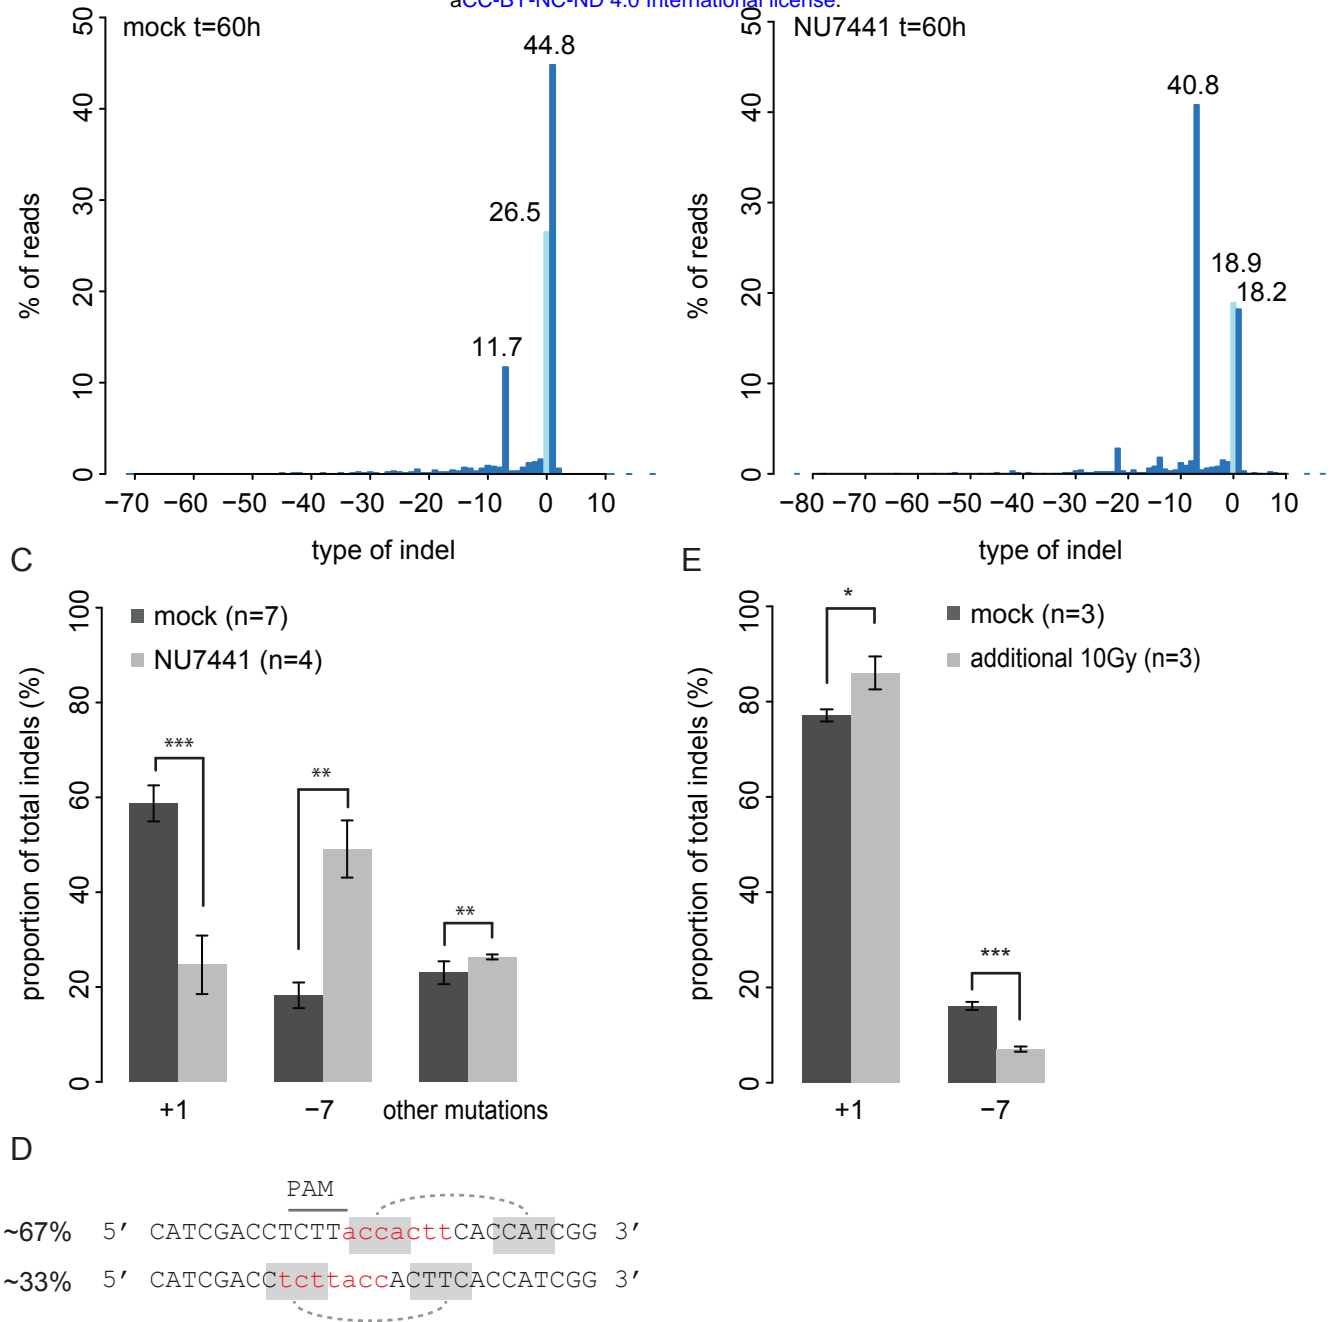 aCC-BY-NC-ND 4.0 International license.
mock t=60h
% of reads
0 10 20 30 40 50
44.8
26.5
11.7
−70 −60 −50 −40 −30 −20 −10 0 10
type of indel
NU7441 t=60h
% of reads
0 10 20 30 40 50
40.8
18.9
18.2
−80 −70 −60 −50 −40 −30 −20 −10 0 10
type of indel
C
proportion of total indels (%)
0 20 40 60 80 100
mock (n=7)
NU7441 (n=4)
***
**
**
+1 −7 other mutations
E
proportion of total indels (%)
0 20 40 60 80 100
mock (n=3)
additional 10Gy (n=3)
*
***
+1 −7
D
PAM
~67% 5′ CATCGACCTCTTaccacttCACCATCGG 3′
~33% 5′ CATCGACCtcttaccACTTCACCATCGG 3′